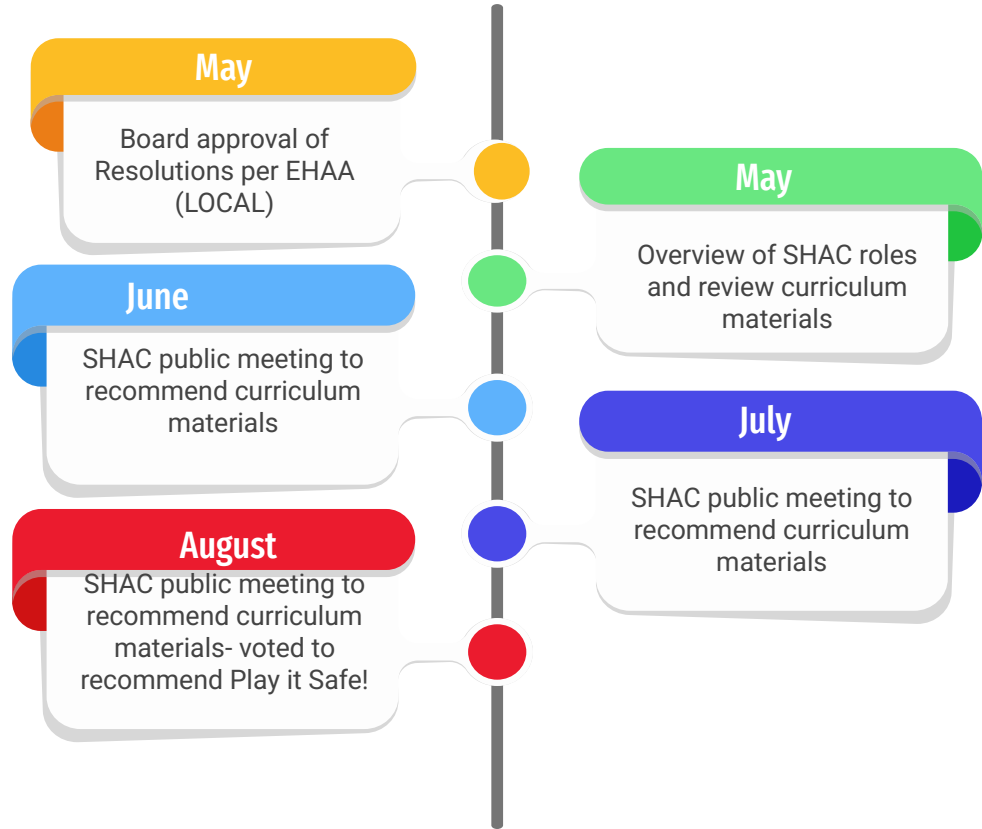 May
Board approval of
Resolutions per EHAA
(LOCAL)
May
Overview of SHAC roles
and review curriculum
materials
June
SHAC public meeting to
recommend curriculum
materials
July
SHAC public meeting to
recommend curriculum
materials
August
SHAC public meeting to
recommend curriculum
materials- voted to
recommend Play it Safe!